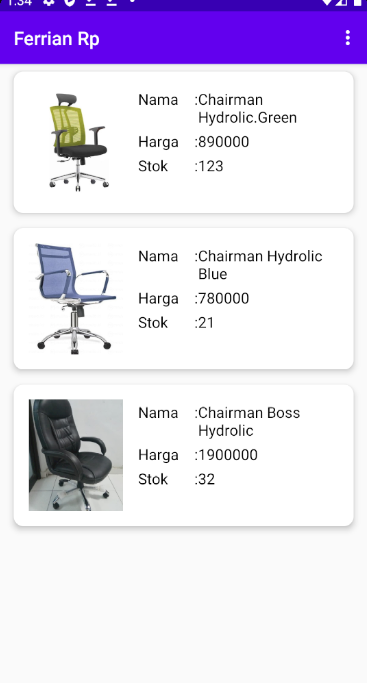 1:34
Ferrian Rp
Nama :Chairman
Hydrolic.Green
Harga :890000
Stok :123
Nama :Chairman Hydrolic
Blue
Harga :780000
Stok :21
Nama :Chairman Boss
Hydrolic
Harga :1900000
Stok :32